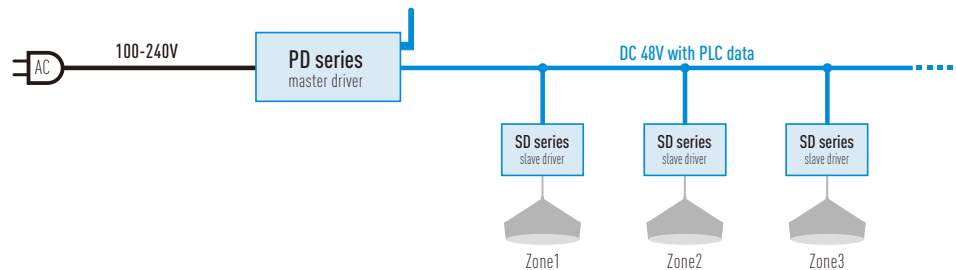 AC
100-240V
PD series
master driver
DC 48V with PLC data
SD series
slave driver
SD series
slave driver
SD series
slave driver
Zone1
Zone2
Zone3